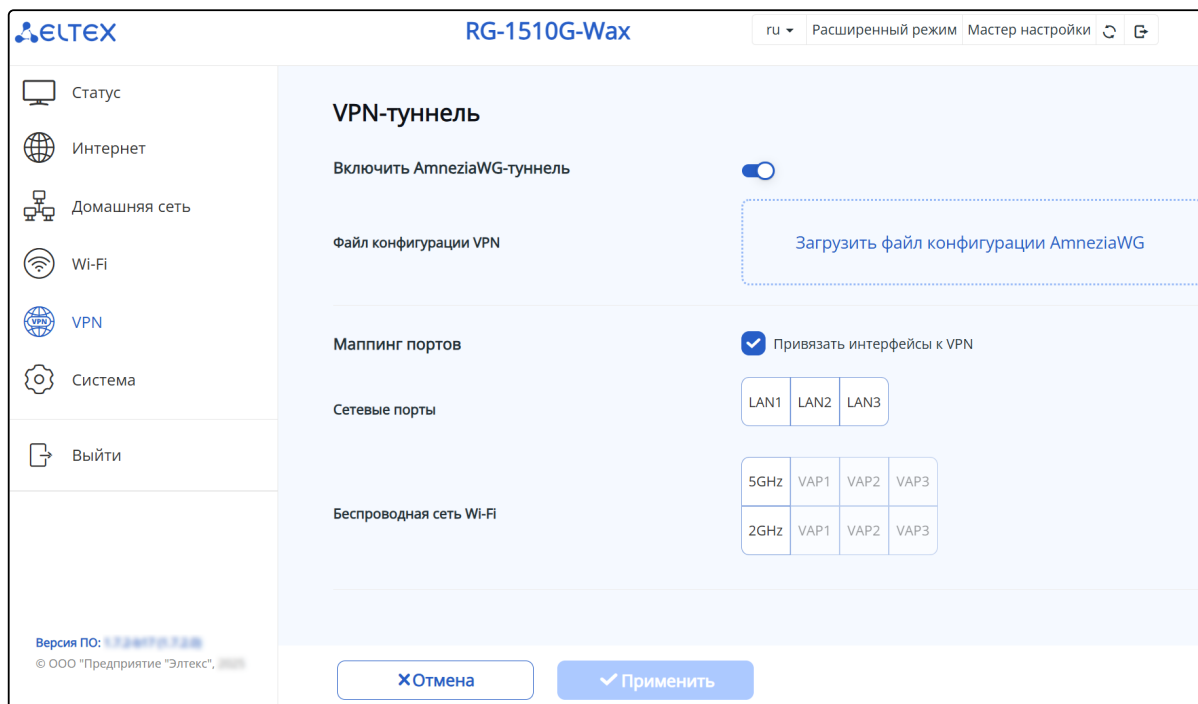 ELTEX
RG-1510G-Wax
ru Расширенный режим Мастер настройки
Статус
Интернет
Домашняя сеть
Wi-Fi
VPN
VPN
Система
Выйти
Версия ПО:
© ООО "Предприятие "Элтекс",
VPN-туннель
Включить AmneziaWG-туннель
Файл конфигурации VPN
Загрузить файл конфигурации AmneziaWG
Маппинг портов
Привязать интерфейсы к VPN
Сетевые порты
LAN1 LAN2 LAN3
Беспроводная сеть Wi-Fi
5GHz VAP1 VAP2 VAP3
2GHz VAP1 VAP2 VAP3
Отмена
Применить